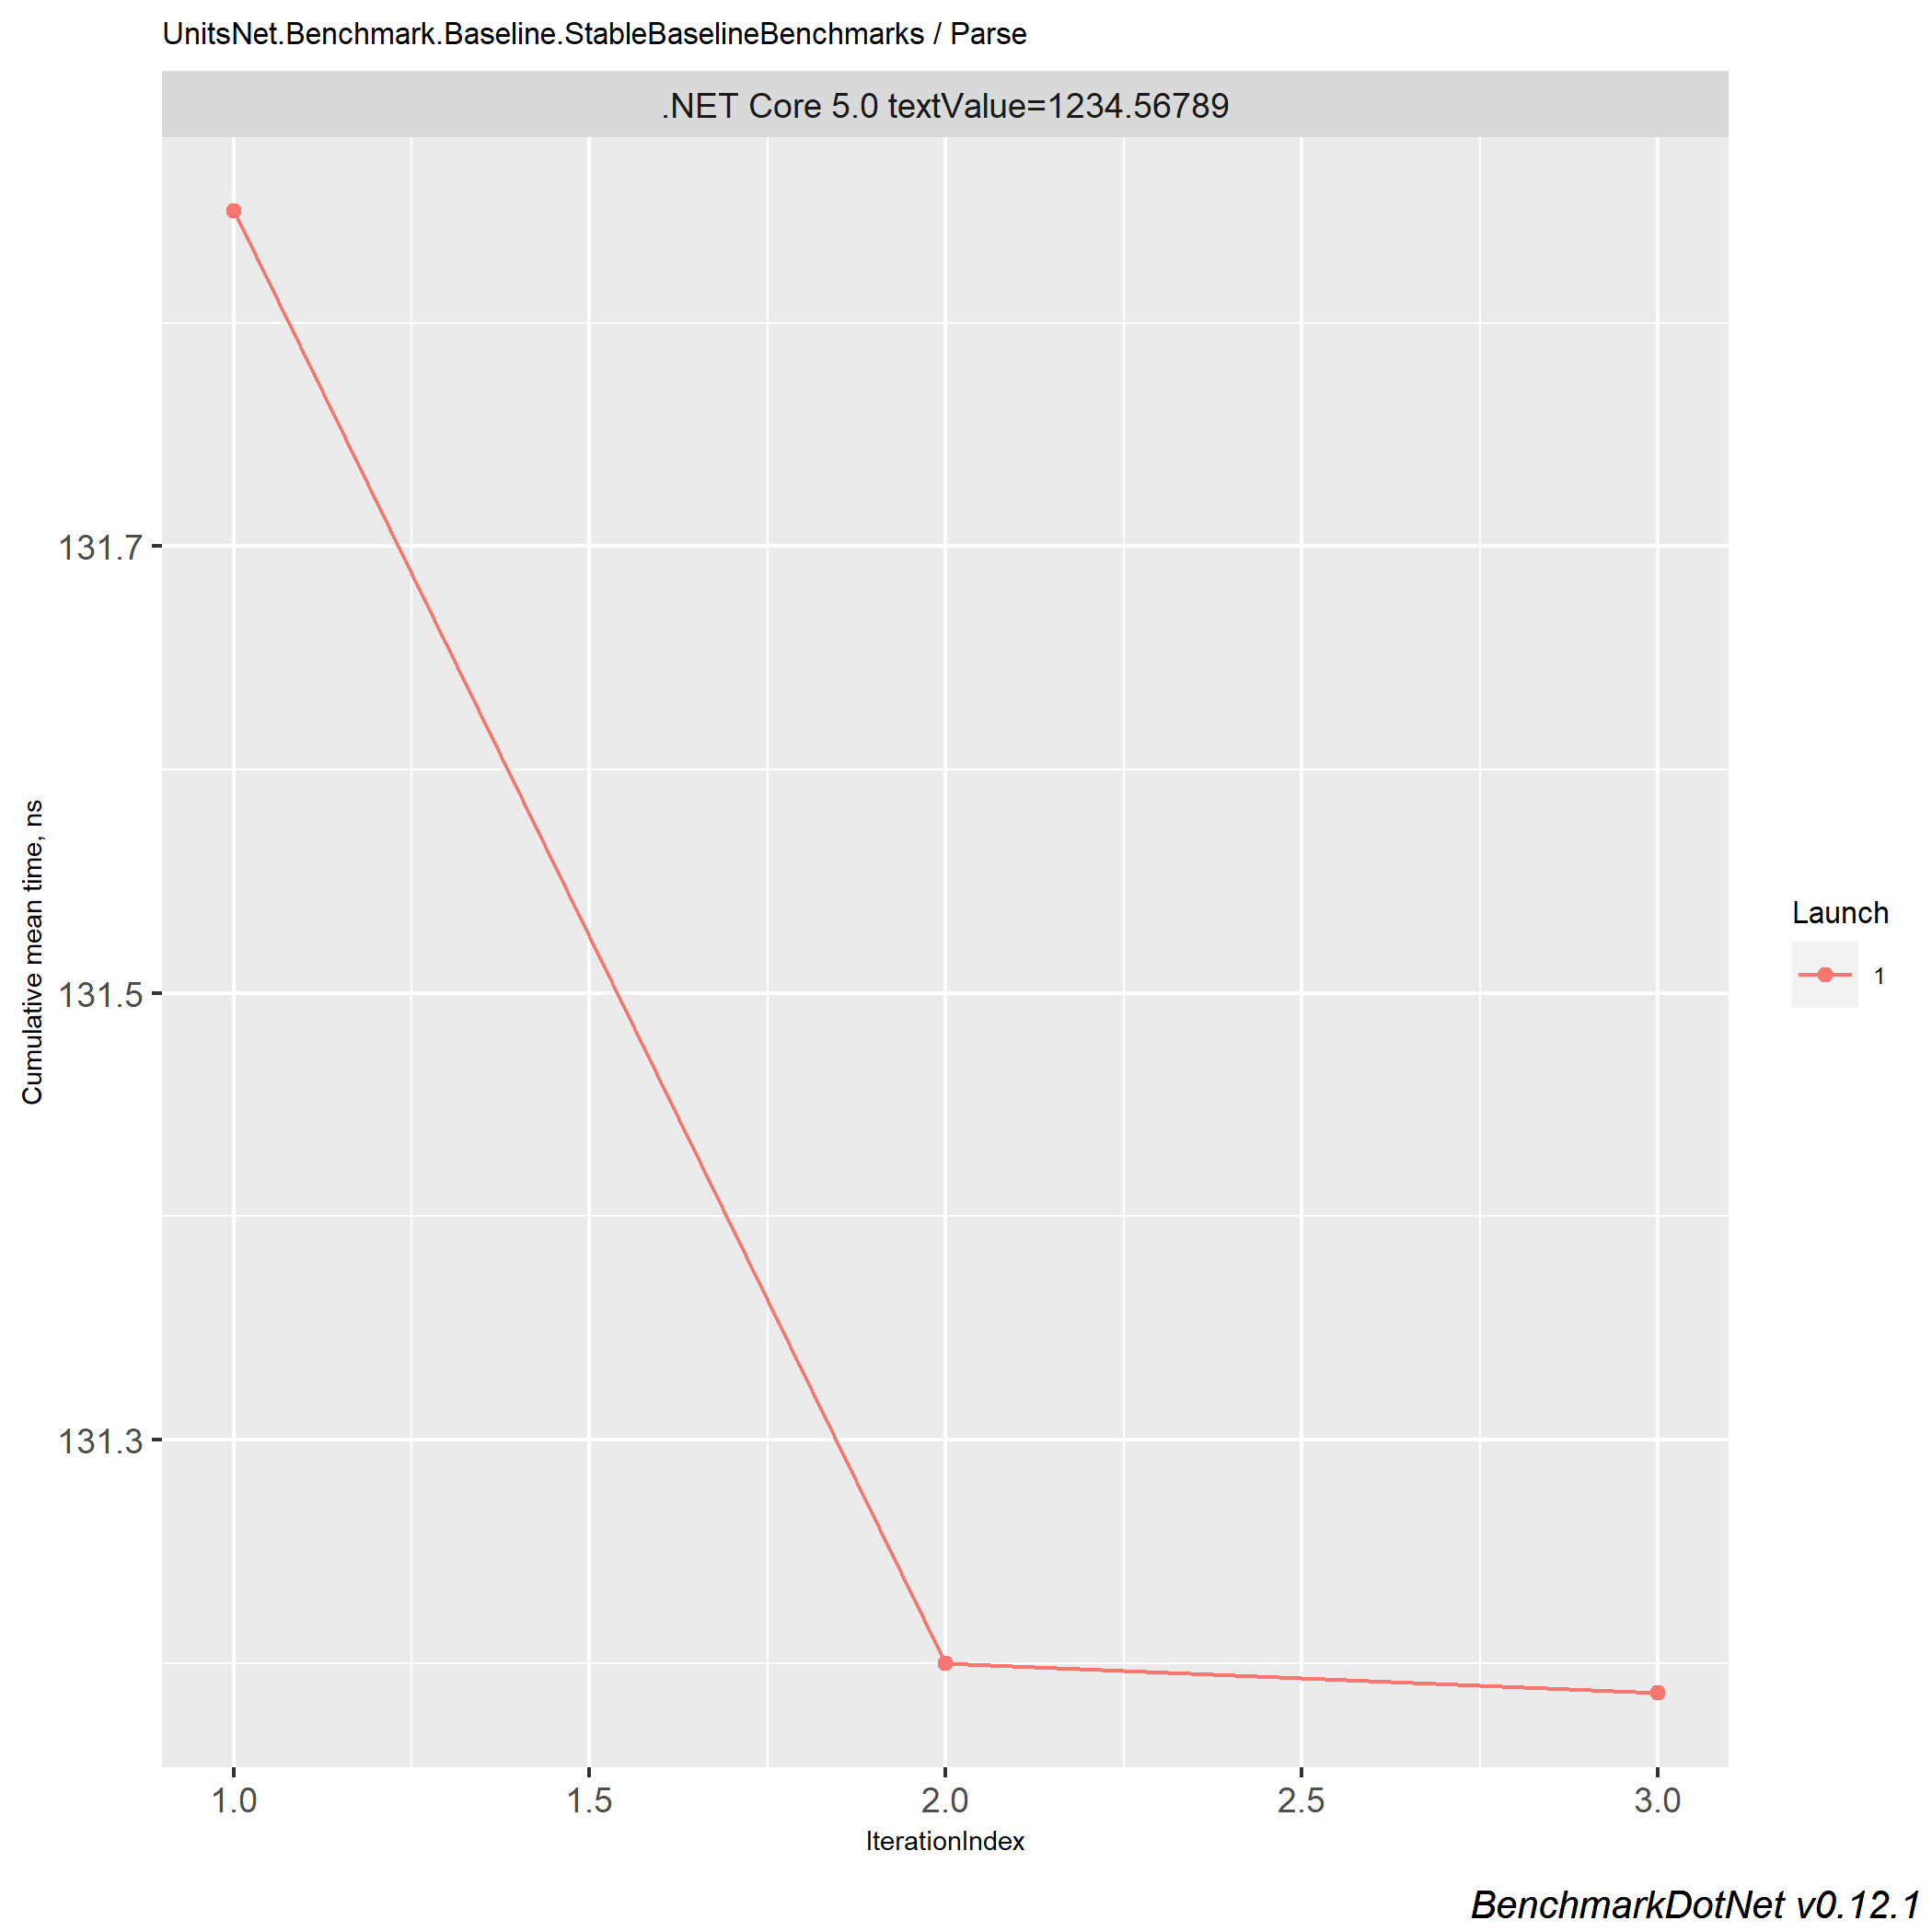 UnitsNet.Benchmark.Baseline.StableBaselineBenchmarks / Parse
.NET Core 5.0 textValue=1234.56789
131.7
131.5
131.3
Cumulative mean time, ns
1.0
1.5
2.0
2.5
3.0
IterationIndex
Launch
1
BenchmarkDotNet v0.12.1